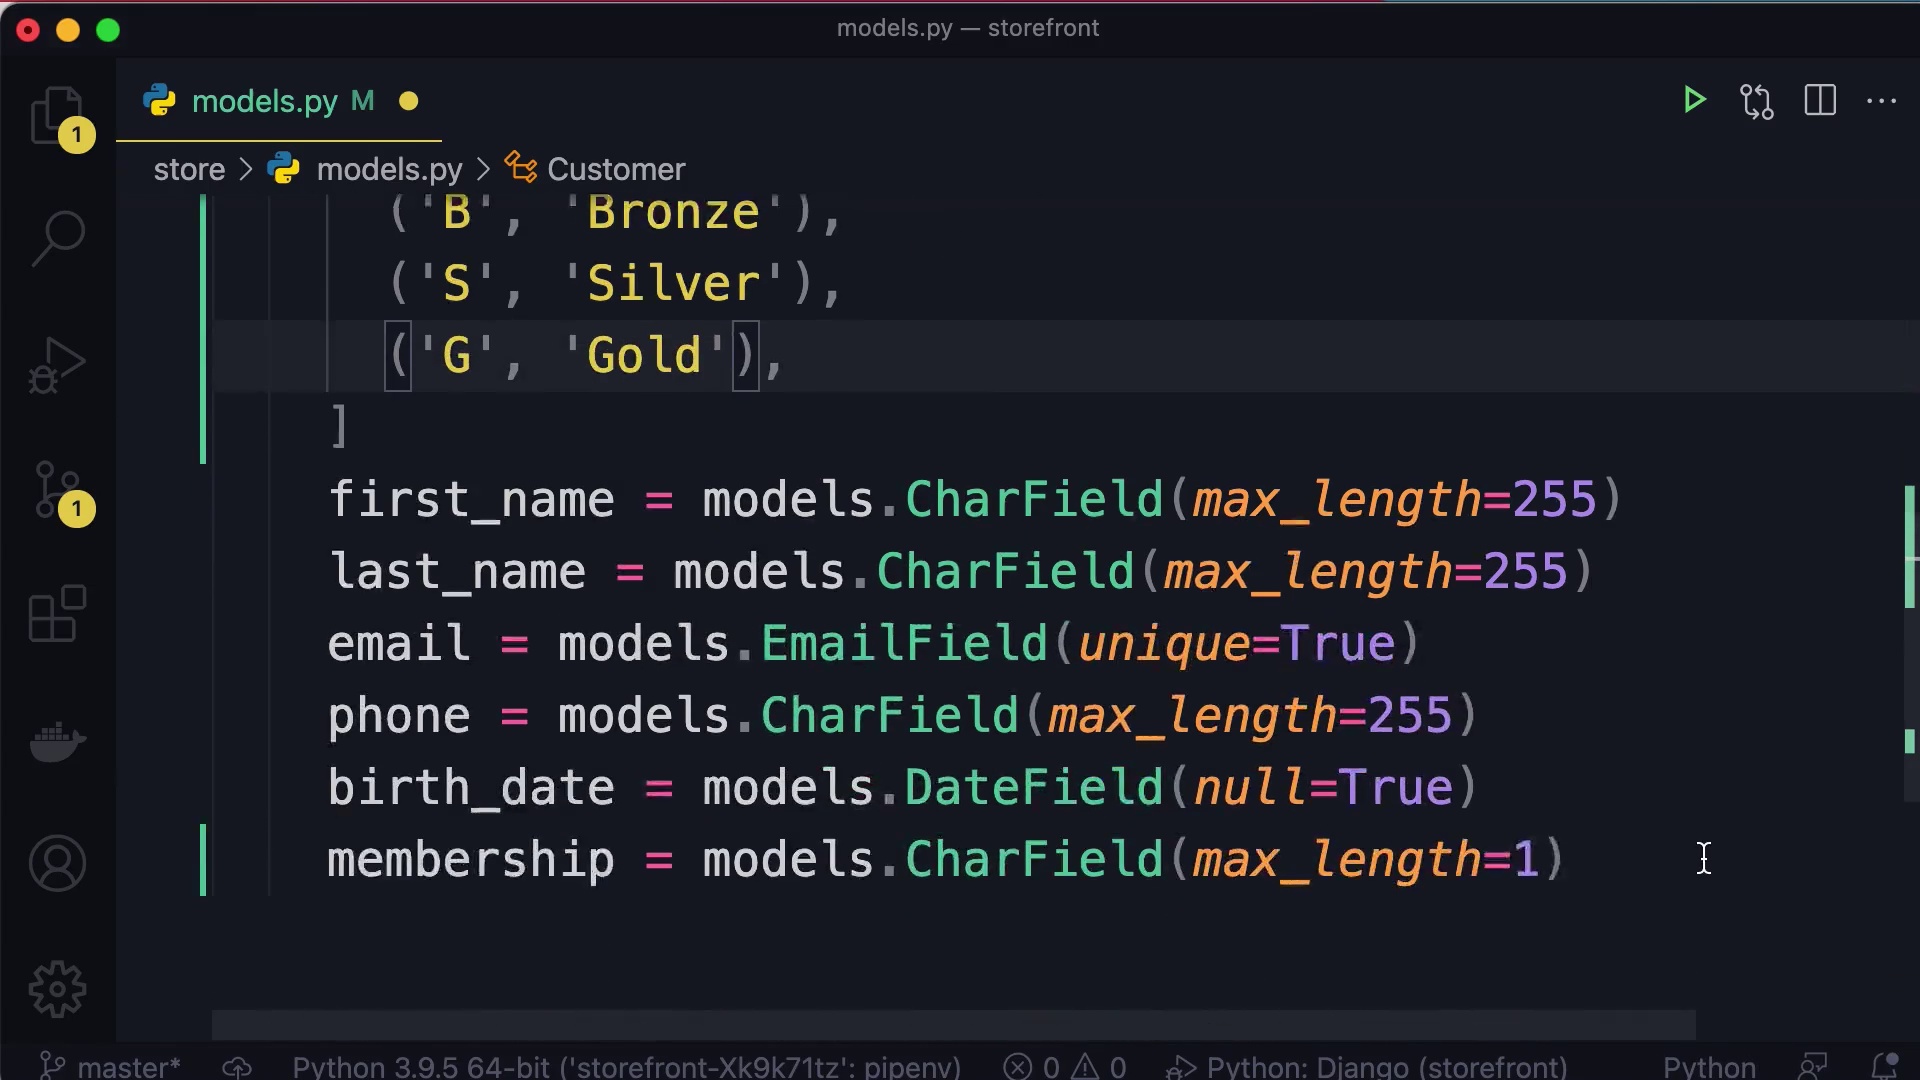 models.py — storefront
models.py M
store > models.py > Customer
('B', 'Bronze'),
('S', 'Silver'),
('G', 'Gold'),
]
first_name = models.CharField(max_length=255)
last_name = models.CharField(max_length=255)
email = models.EmailField(unique=True)
phone = models.CharField(max_length=255)
birth_date = models.DateField(null=True)
membership = models.CharField(max_length=1)
1
1
master* Python 3.9.5 64-bit ('storefront-Xk9k71tz': pipenv) 0 0 Python: Django (storefront) Python